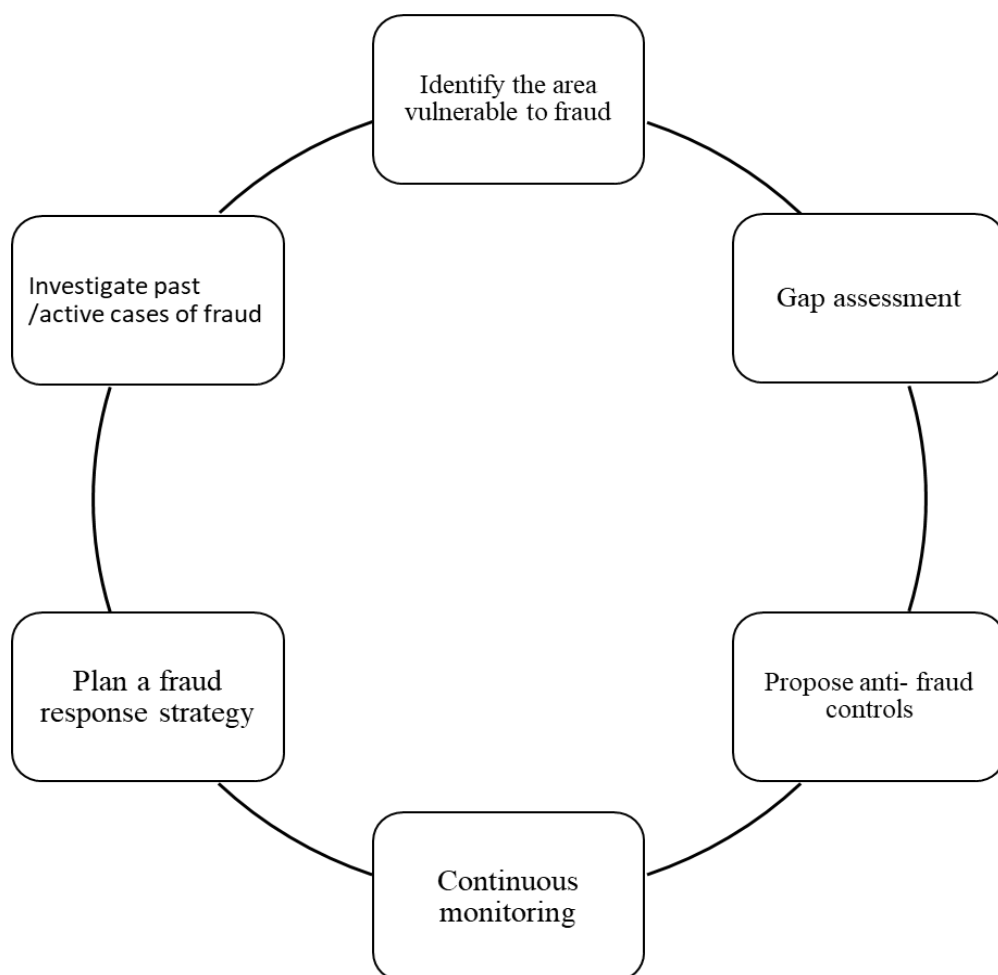 Identify the area
vulnerable to fraud
Gap assessment
Propose anti- fraud
controls
Continuous
monitoring
Plan a fraud
response strategy
Investigate past
/active cases of fraud